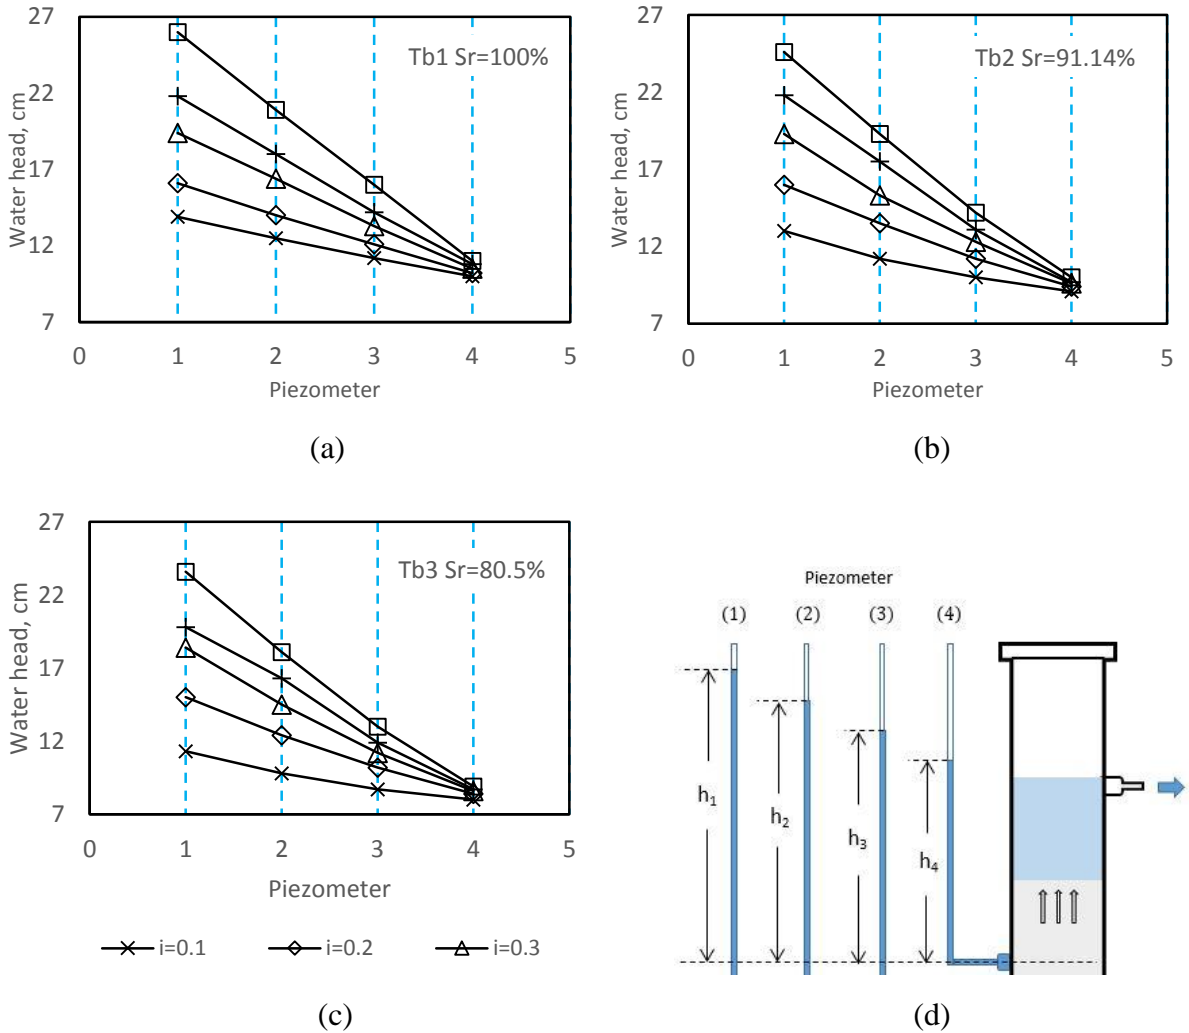 27
22
17
12
7
Water head, cm
Tb1 Sr=100%
0 1 2 3 4 5
Piezometer
(a)
27
22
17
12
7
Water head, cm
Tb2 Sr=91.14%
0 1 2 3 4 5
Piezometer
(b)
27
22
17
12
7
Water head, cm
Tb3 Sr=80.5%
0 1 2 3 4 5
Piezometer
i=0.1 i=0.2 i=0.3
(c)
Piezometer
(1) (2) (3) (4)
h₁
h₂
h₃
h₄
(d)